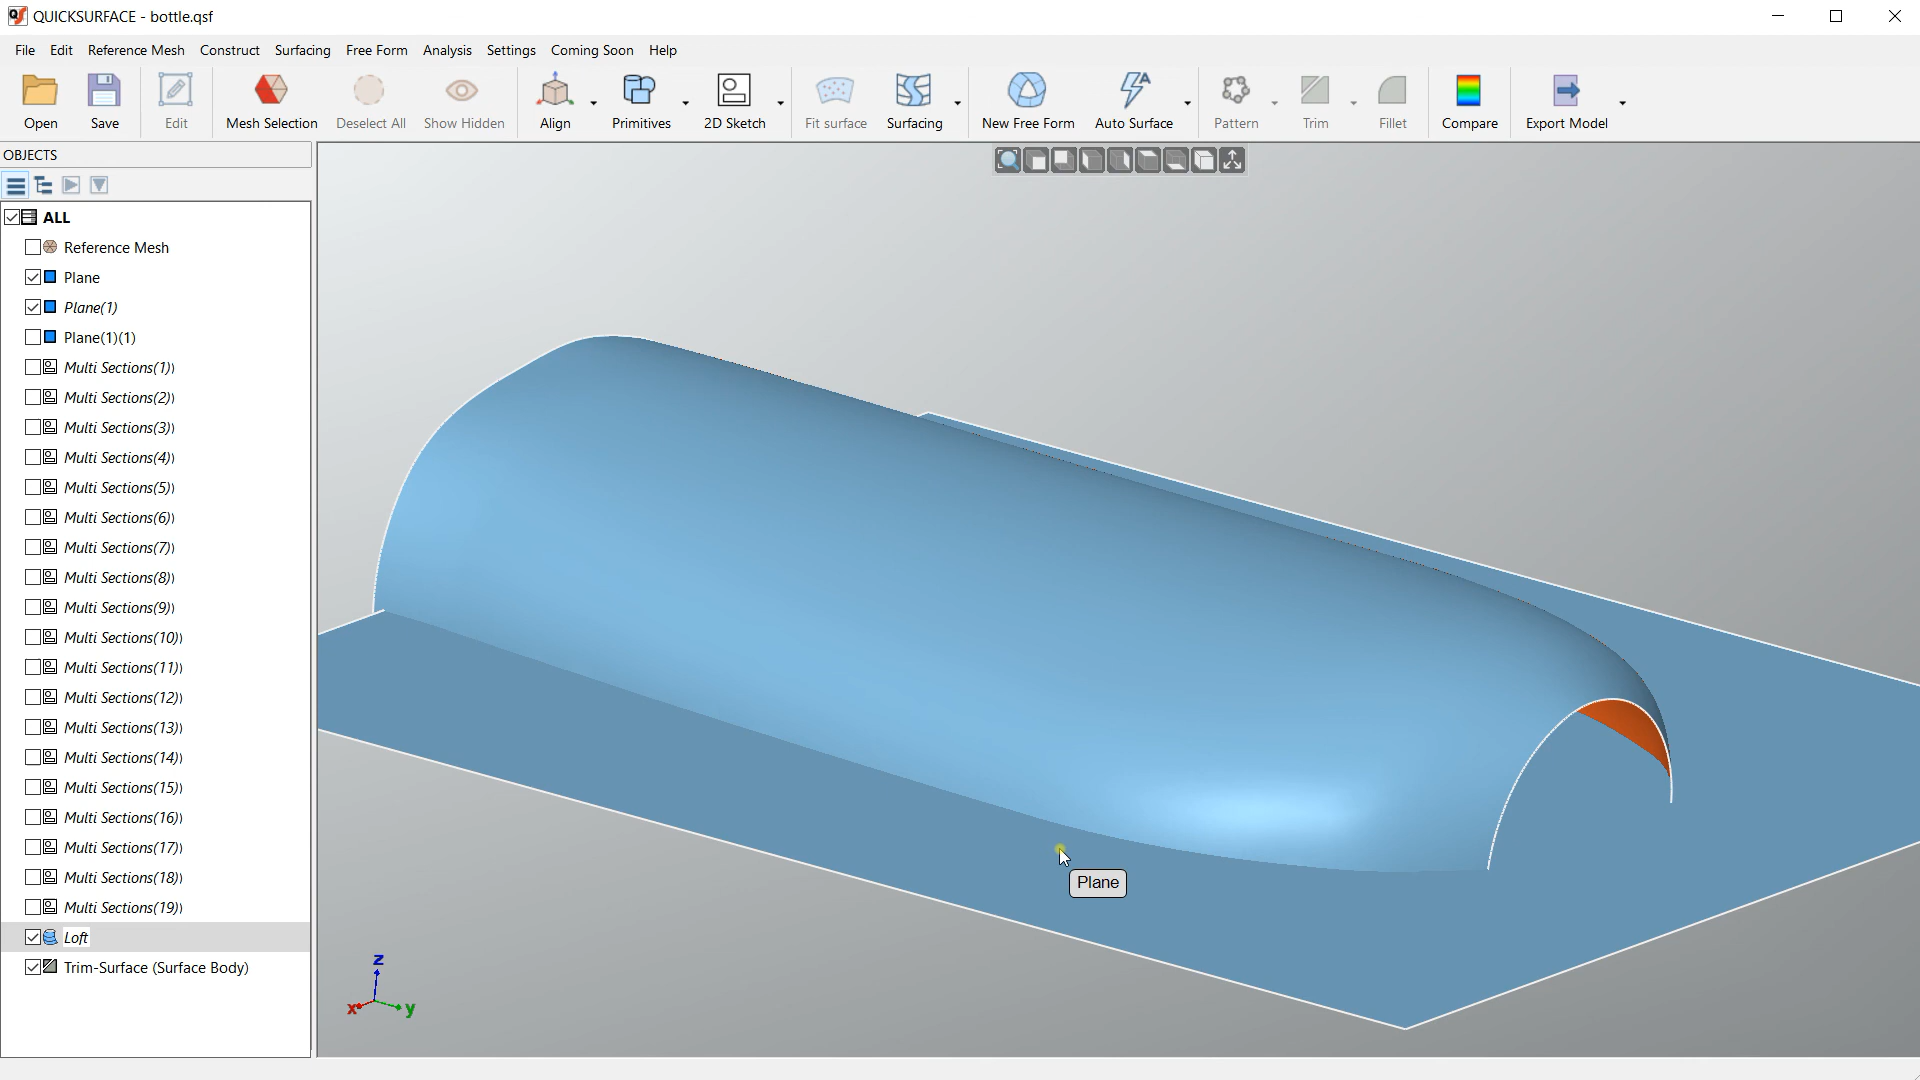 QUICKSURFACE - bottle.qsf
File Edit Reference Mesh Construct Surfacing Free Form Analysis Settings Coming Soon Help
Open Save Edit Mesh Selection Deselect All Show Hidden Align Primitives 2D Sketch Fit surface Surfacing New Free Form Auto Surface Pattern Trim Fillet Compare Export Model
OBJECTS
ALL
Reference Mesh
Plane
Plane(1)
Plane(1)(1)
Multi Sections(1))
Multi Sections(2))
Multi Sections(3))
Multi Sections(4))
Multi Sections(5))
Multi Sections(6))
Multi Sections(7))
Multi Sections(8))
Multi Sections(9))
Multi Sections(10))
Multi Sections(11))
Multi Sections(12))
Multi Sections(13))
Multi Sections(14))
Multi Sections(15))
Multi Sections(16))
Multi Sections(17))
Multi Sections(18))
Multi Sections(19))
Loft
Trim-Surface (Surface Body)
Plane
z
x
y